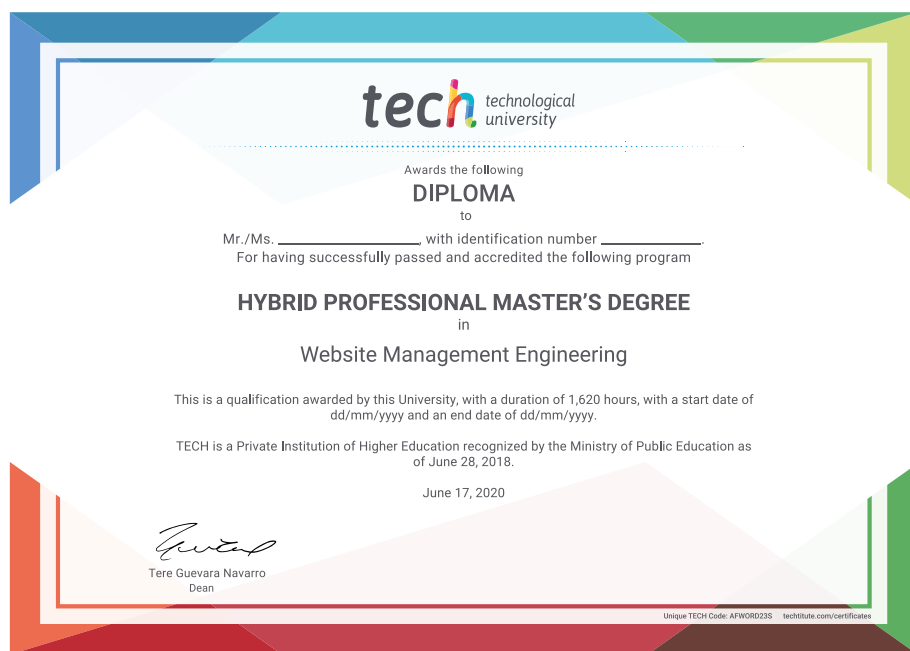 tech technological
university
Awards the following
DIPLOMA
to
Mr./Ms. ____________________, with identification number ______________.
For having successfully passed and accredited the following program
HYBRID PROFESSIONAL MASTER'S DEGREE
in
Website Management Engineering
This is a qualification awarded by this University, with a duration of 1,620 hours, with a start date of
dd/mm/yyyy and an end date of dd/mm/yyyy.
TECH is a Private Institution of Higher Education recognized by the Ministry of Public Education as
of June 28, 2018.
June 17, 2020
Tere Guevara Navarro
Dean
Unique TECH Code: AFWORD23S techtitute.com/certificates